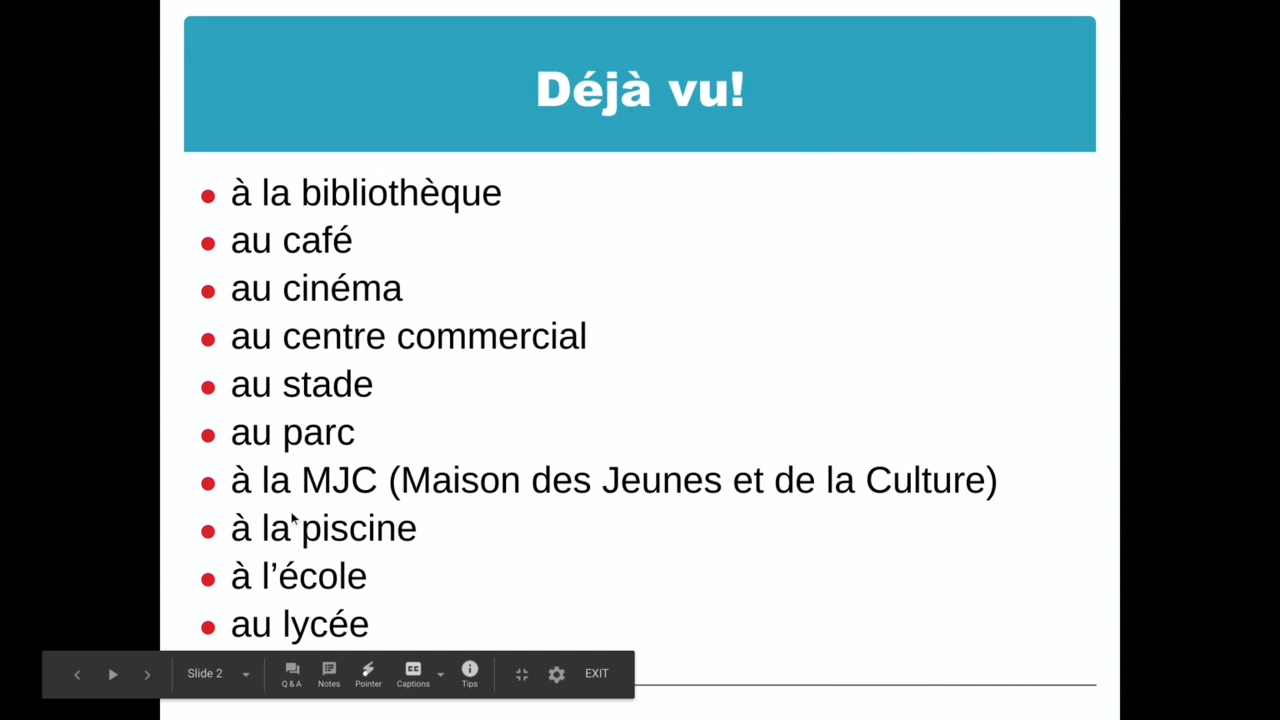 Déjà vu!
à la bibliothèque
au café
au cinéma
au centre commercial
au stade
au parc
à la MJC (Maison des Jeunes et de la Culture)
à la piscine
à l’école
au lycée
Slide 2
Q & A
Notes
Pointer
Captions
Tips
EXIT